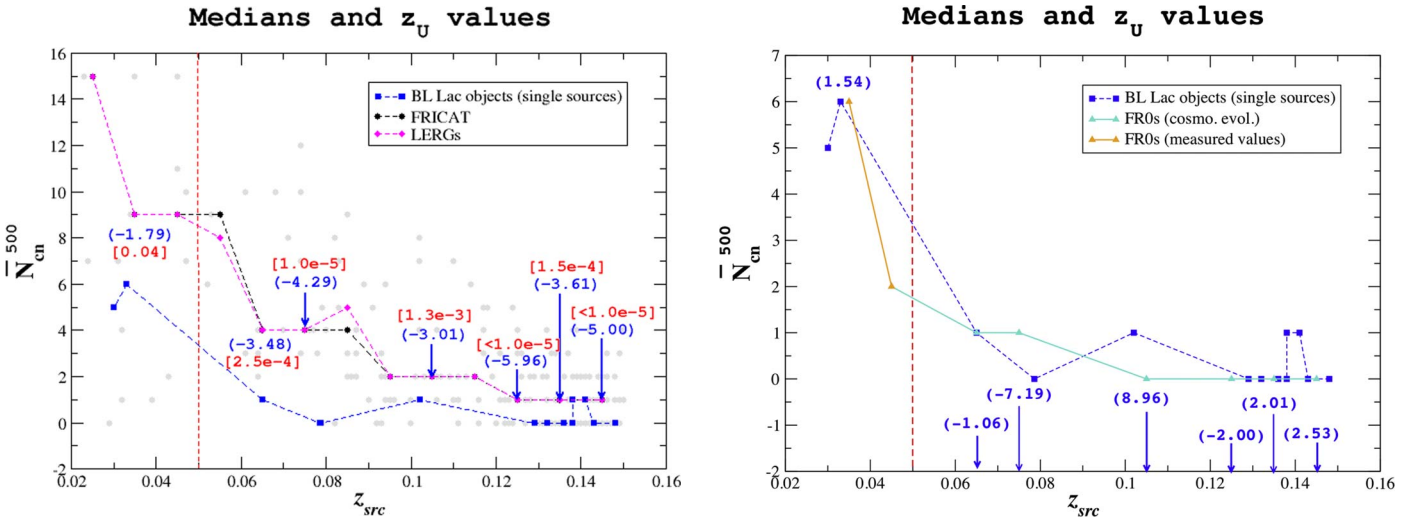 Medians and z_U values
16
14
12
10
8
6
4
2
0
-2
0.02
0.04
0.06
0.08
0.1
0.12
0.14
0.16
N̅cn 500
z_src
BL Lac objects (single sources)
FRICAT
LERGs
(-1.79)
[0.04]
[1.0e-5]
(-4.29)
(-3.48)
[2.5e-4]
[1.3e-3]
(-3.01)
[<1.0e-5]
(-5.96)
[1.5e-4]
(-3.61)
[<1.0e-5]
(-5.00)
Medians and z_U values
7
6
5
4
3
2
1
0
-1
-2
0.02
0.04
0.06
0.08
0.1
0.12
0.14
0.16
N̅cn 500
z_src
BL Lac objects (single sources)
FR0s (cosmo. evol.)
FR0s (measured values)
(1.54)
(-1.06)
(-7.19)
(8.96)
(-2.00)
(2.01)
(2.53)